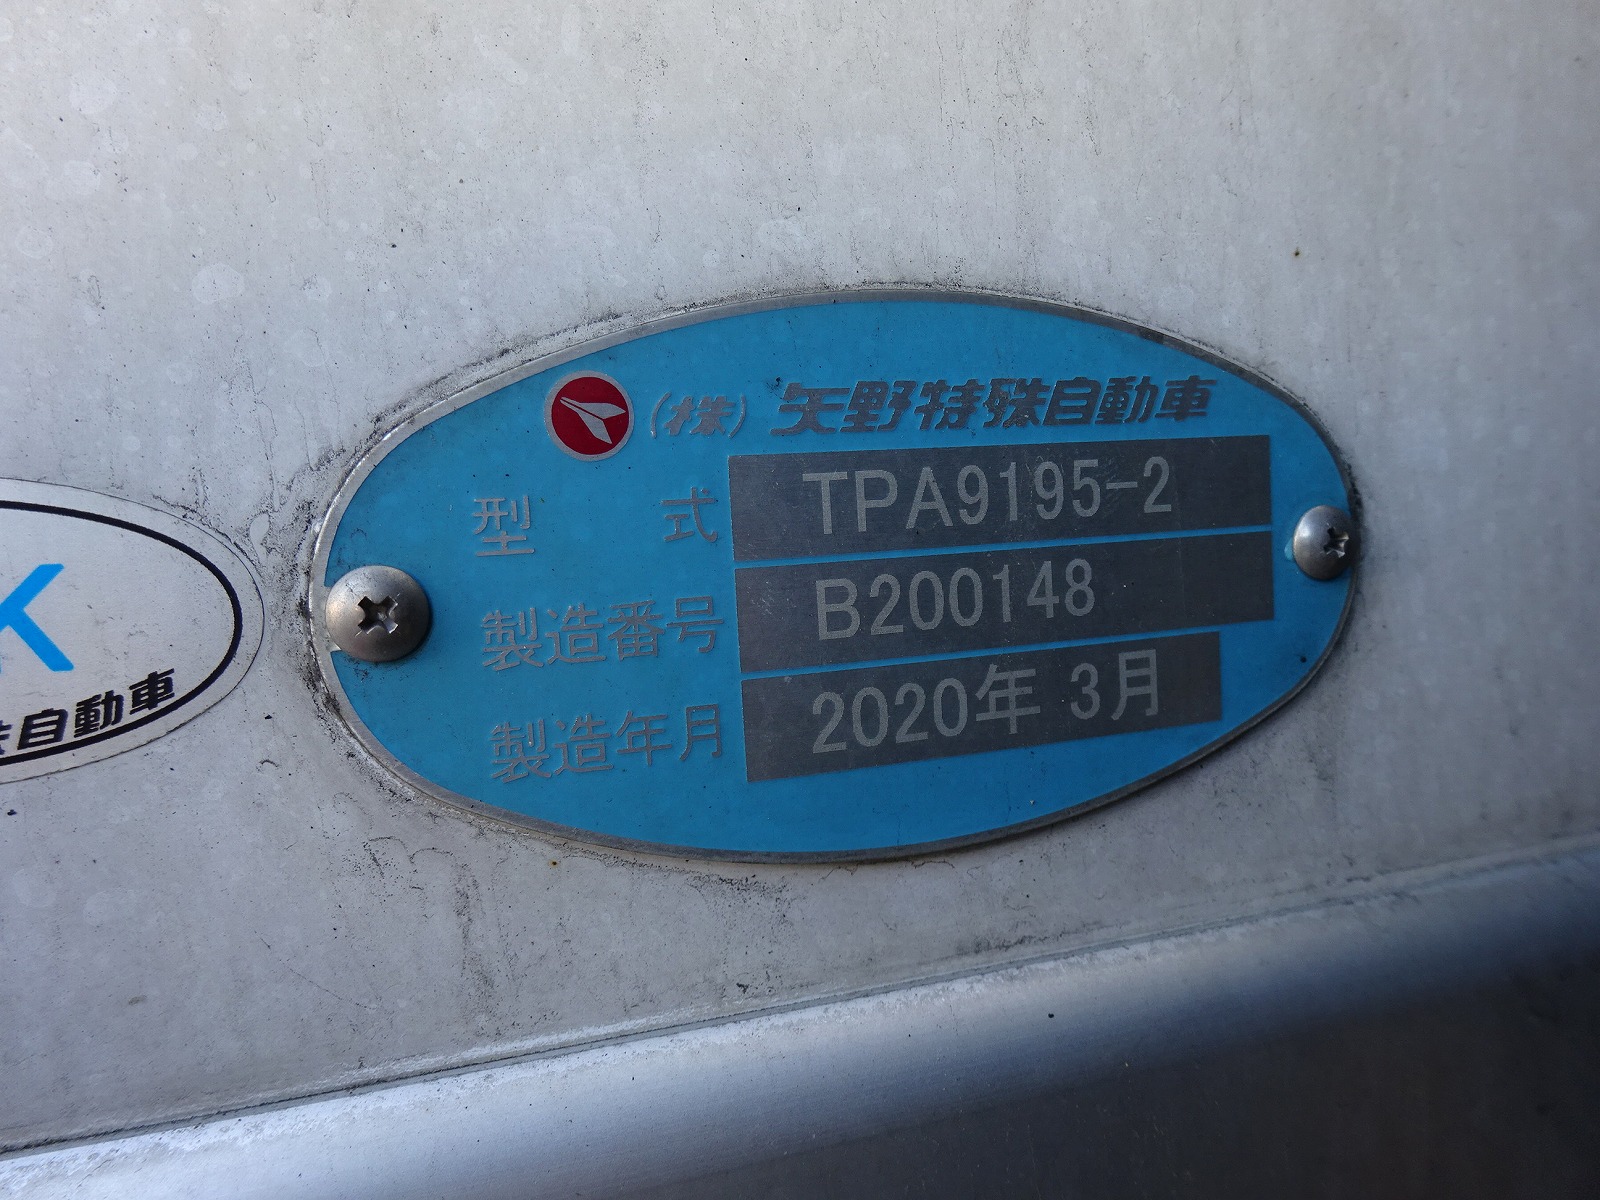 (株) 矢野特殊自動車
型 式 TPA9195-2
製造番号 B200148
製造年月 2020年 3月
K
自動車